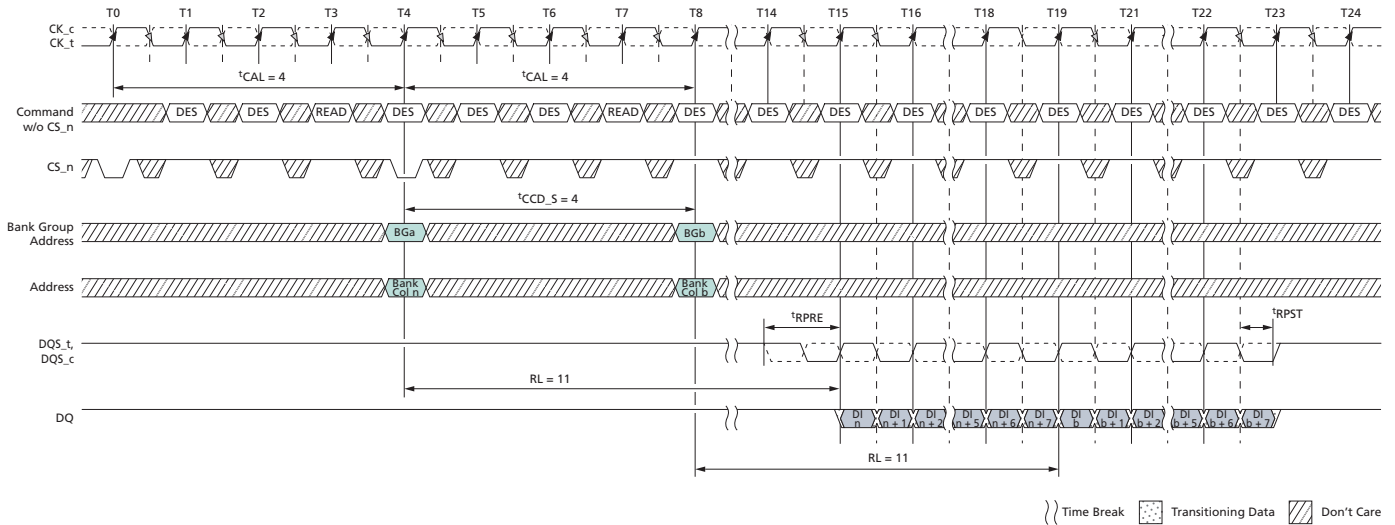 T0 T1 T2 T3 T4 T5 T6 T7 T8 T14 T15 T16 T18 T19 T21 T22 T23 T24
CK_c
CK_t
tCAL = 4 tCAL = 4
Command
w/o CS_n
DES DES READ DES DES DES READ DES DES DES DES DES DES DES DES DES DES
CS_n
tCCD_S = 4
Bank Group
Address
BGa BGb
Address
Bank
Col n
Bank
Col b
tRPRE tRPST
DQS_t,
DQS_c
RL = 11
DQ
DI
n
DI
n + 1
DI
n + 2
DI
n + 5
DI
n + 6
DI
n + 7
DI
b
DI
b + 1
DI
b + 2
DI
b + 5
DI
b + 6
DI
b + 7
RL = 11
Time Break Transitioning Data Don't Care